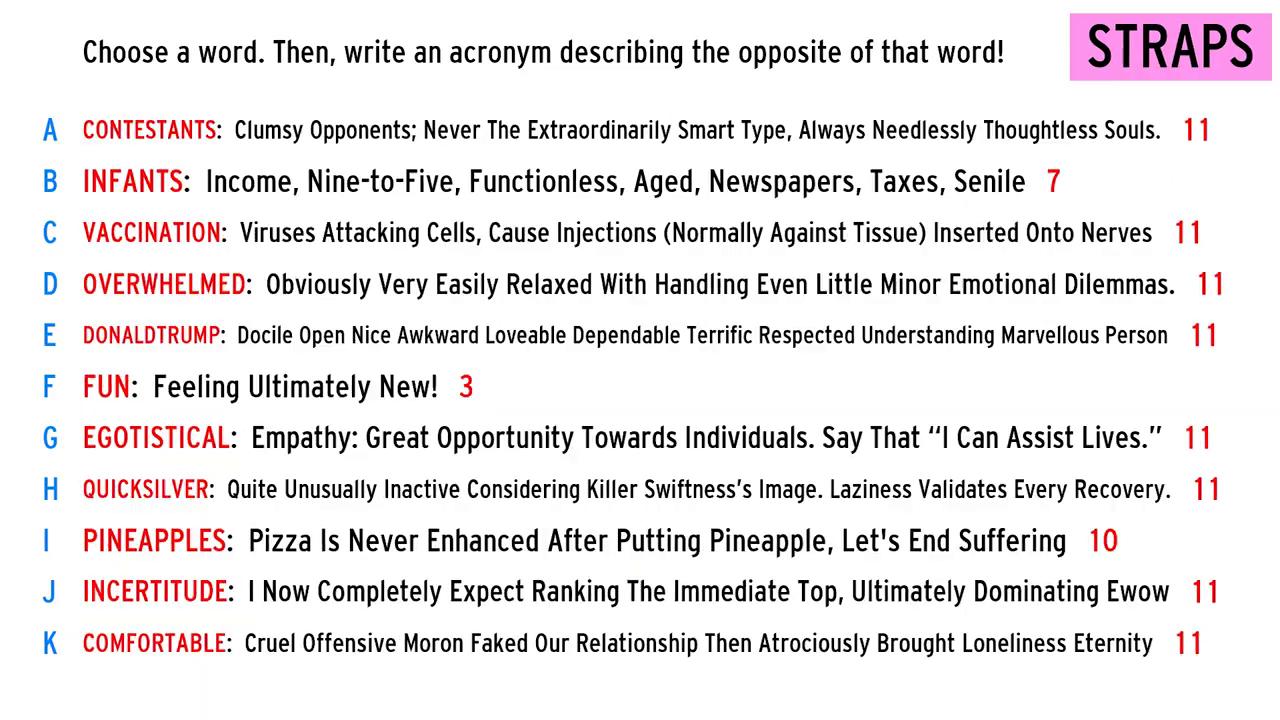 Choose a word. Then, write an acronym describing the opposite of that word!
STRAPS
A CONTESTANTS: Clumsy Opponents; Never The Extraordinarily Smart Type, Always Needlessly Thoughtless Souls. 11
B INFANTS: Income, Nine-to-Five, Functionless, Aged, Newspapers, Taxes, Senile 7
C VACCINATION: Viruses Attacking Cells, Cause Injections (Normally Against Tissue) Inserted Onto Nerves 11
D OVERWHELMED: Obviously Very Easily Relaxed With Handling Even Little Minor Emotional Dilemmas. 11
E DONALDTRUMP: Docile Open Nice Awkward Loveable Dependable Terrific Respected Understanding Marvellous Person 11
F FUN: Feeling Ultimately New! 3
G EGOTISTICAL: Empathy: Great Opportunity Towards Individuals. Say That “I Can Assist Lives.” 11
H QUICKSILVER: Quite Unusually Inactive Considering Killer Swiftness's Image. Laziness Validates Every Recovery. 11
I PINEAPPLES: Pizza Is Never Enhanced After Putting Pineapple, Let's End Suffering 10
J INCERTITUDE: I Now Completely Expect Ranking The Immediate Top, Ultimately Dominating Ewow 11
K COMFORTABLE: Cruel Offensive Moron Faked Our Relationship Then Atrociously Brought Loneliness Eternity 11